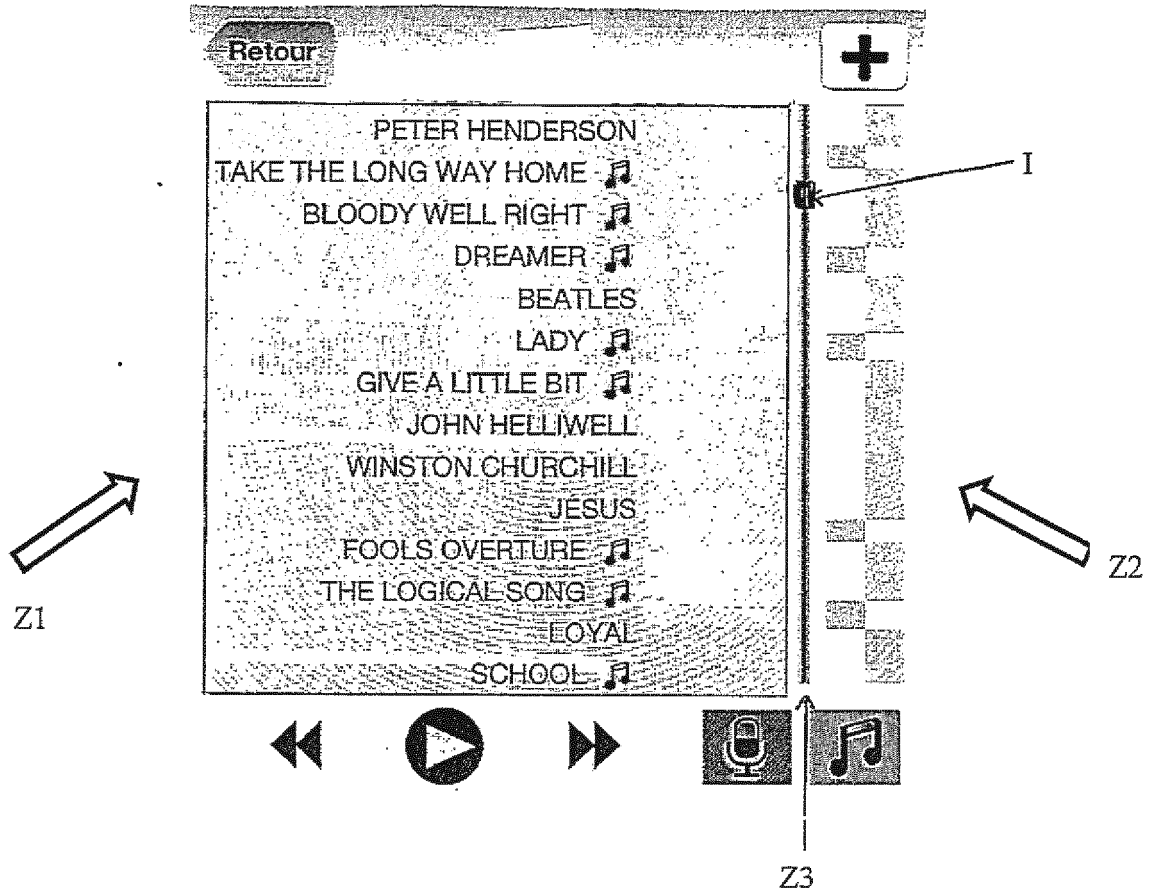 Retour
PETER HENDERSON
TAKE THE LONG WAY HOME
I
BLOODY WELL RIGHT
DREAMER
BEATLES
LADY
GIVE A LITTLE BIT
JOHN HELLIWELL
WINSTON CHURCHILL
JESUS
FOOLS OVERTURE
Z2
THE LOGICAL SONG
Z1
LOYAL
SCHOOL
Z3